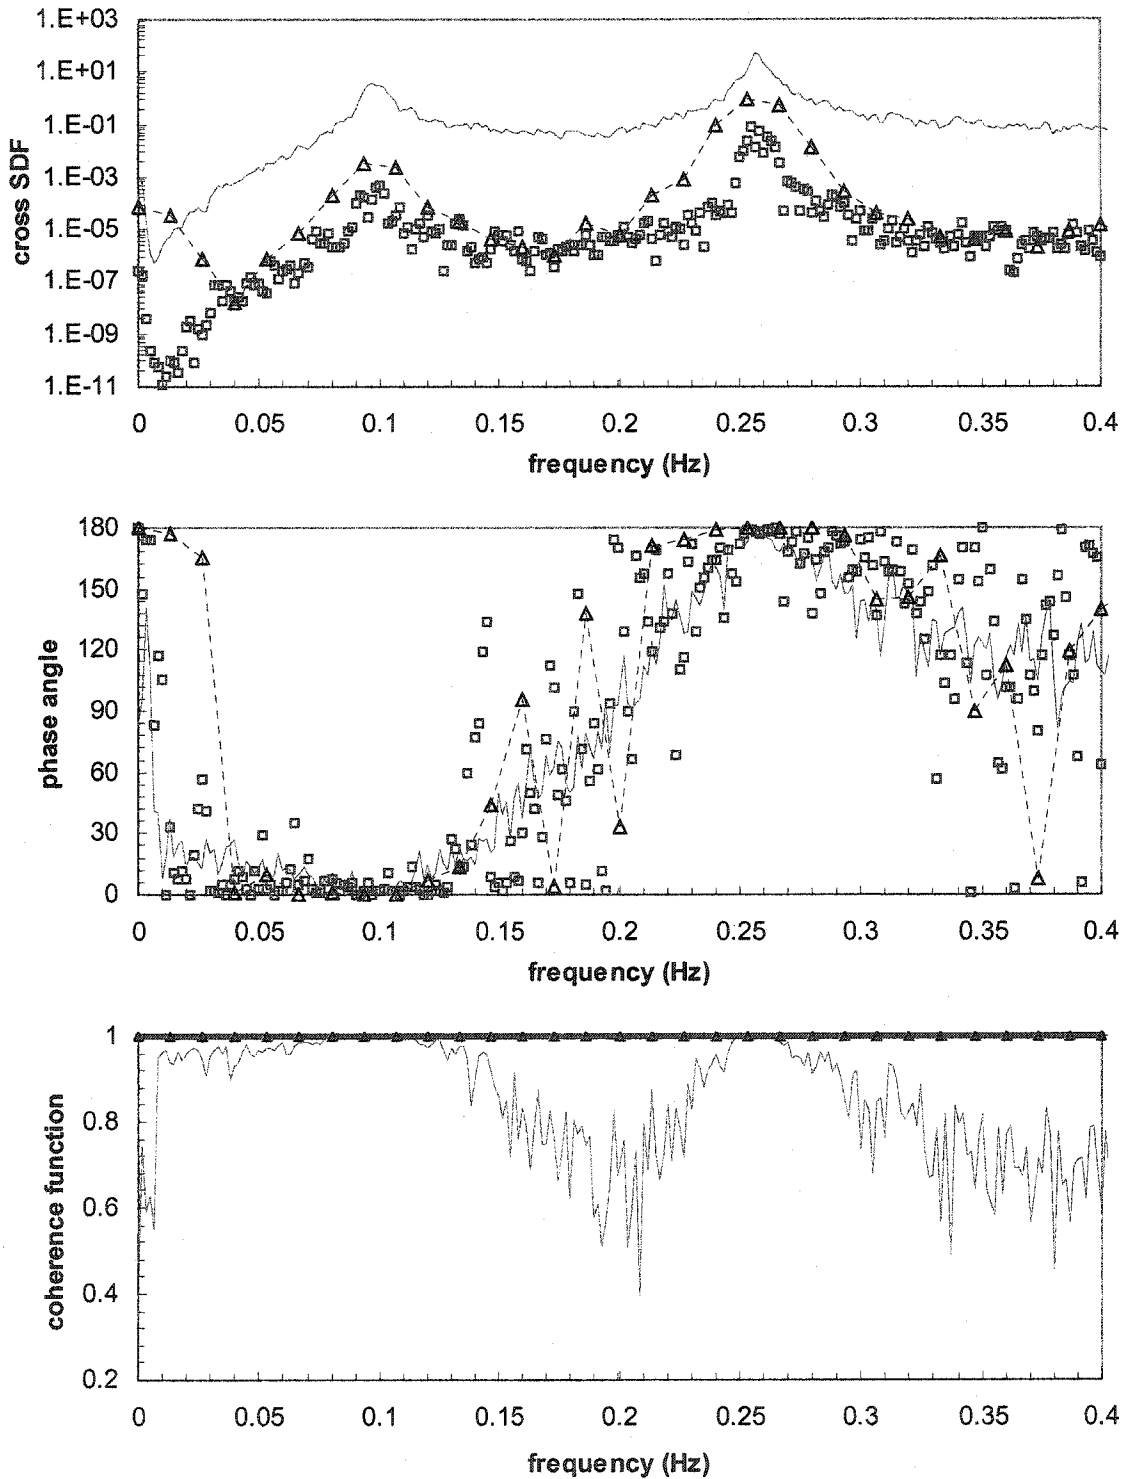 1.E+03
1.E+01
1.E-01
1.E-03
1.E-05
1.E-07
1.E-09
1.E-11
cross SDF
0 0.05 0.1 0.15 0.2 0.25 0.3 0.35 0.4
frequency (Hz)
180
150
120
90
60
30
0
phase angle
0 0.05 0.1 0.15 0.2 0.25 0.3 0.35 0.4
frequency (Hz)
1
0.8
0.6
0.4
0.2
coherence function
0 0.05 0.1 0.15 0.2 0.25 0.3 0.35 0.4
frequency (Hz)